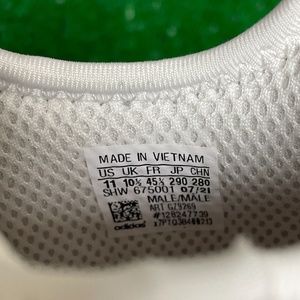 MADE IN VIETNAM
US UK FR JP CHN
11 10½ 45⅓ 290 280
SHW 675001 07/21
MALE/MALE
ART GZ9269
#128247739
adidas